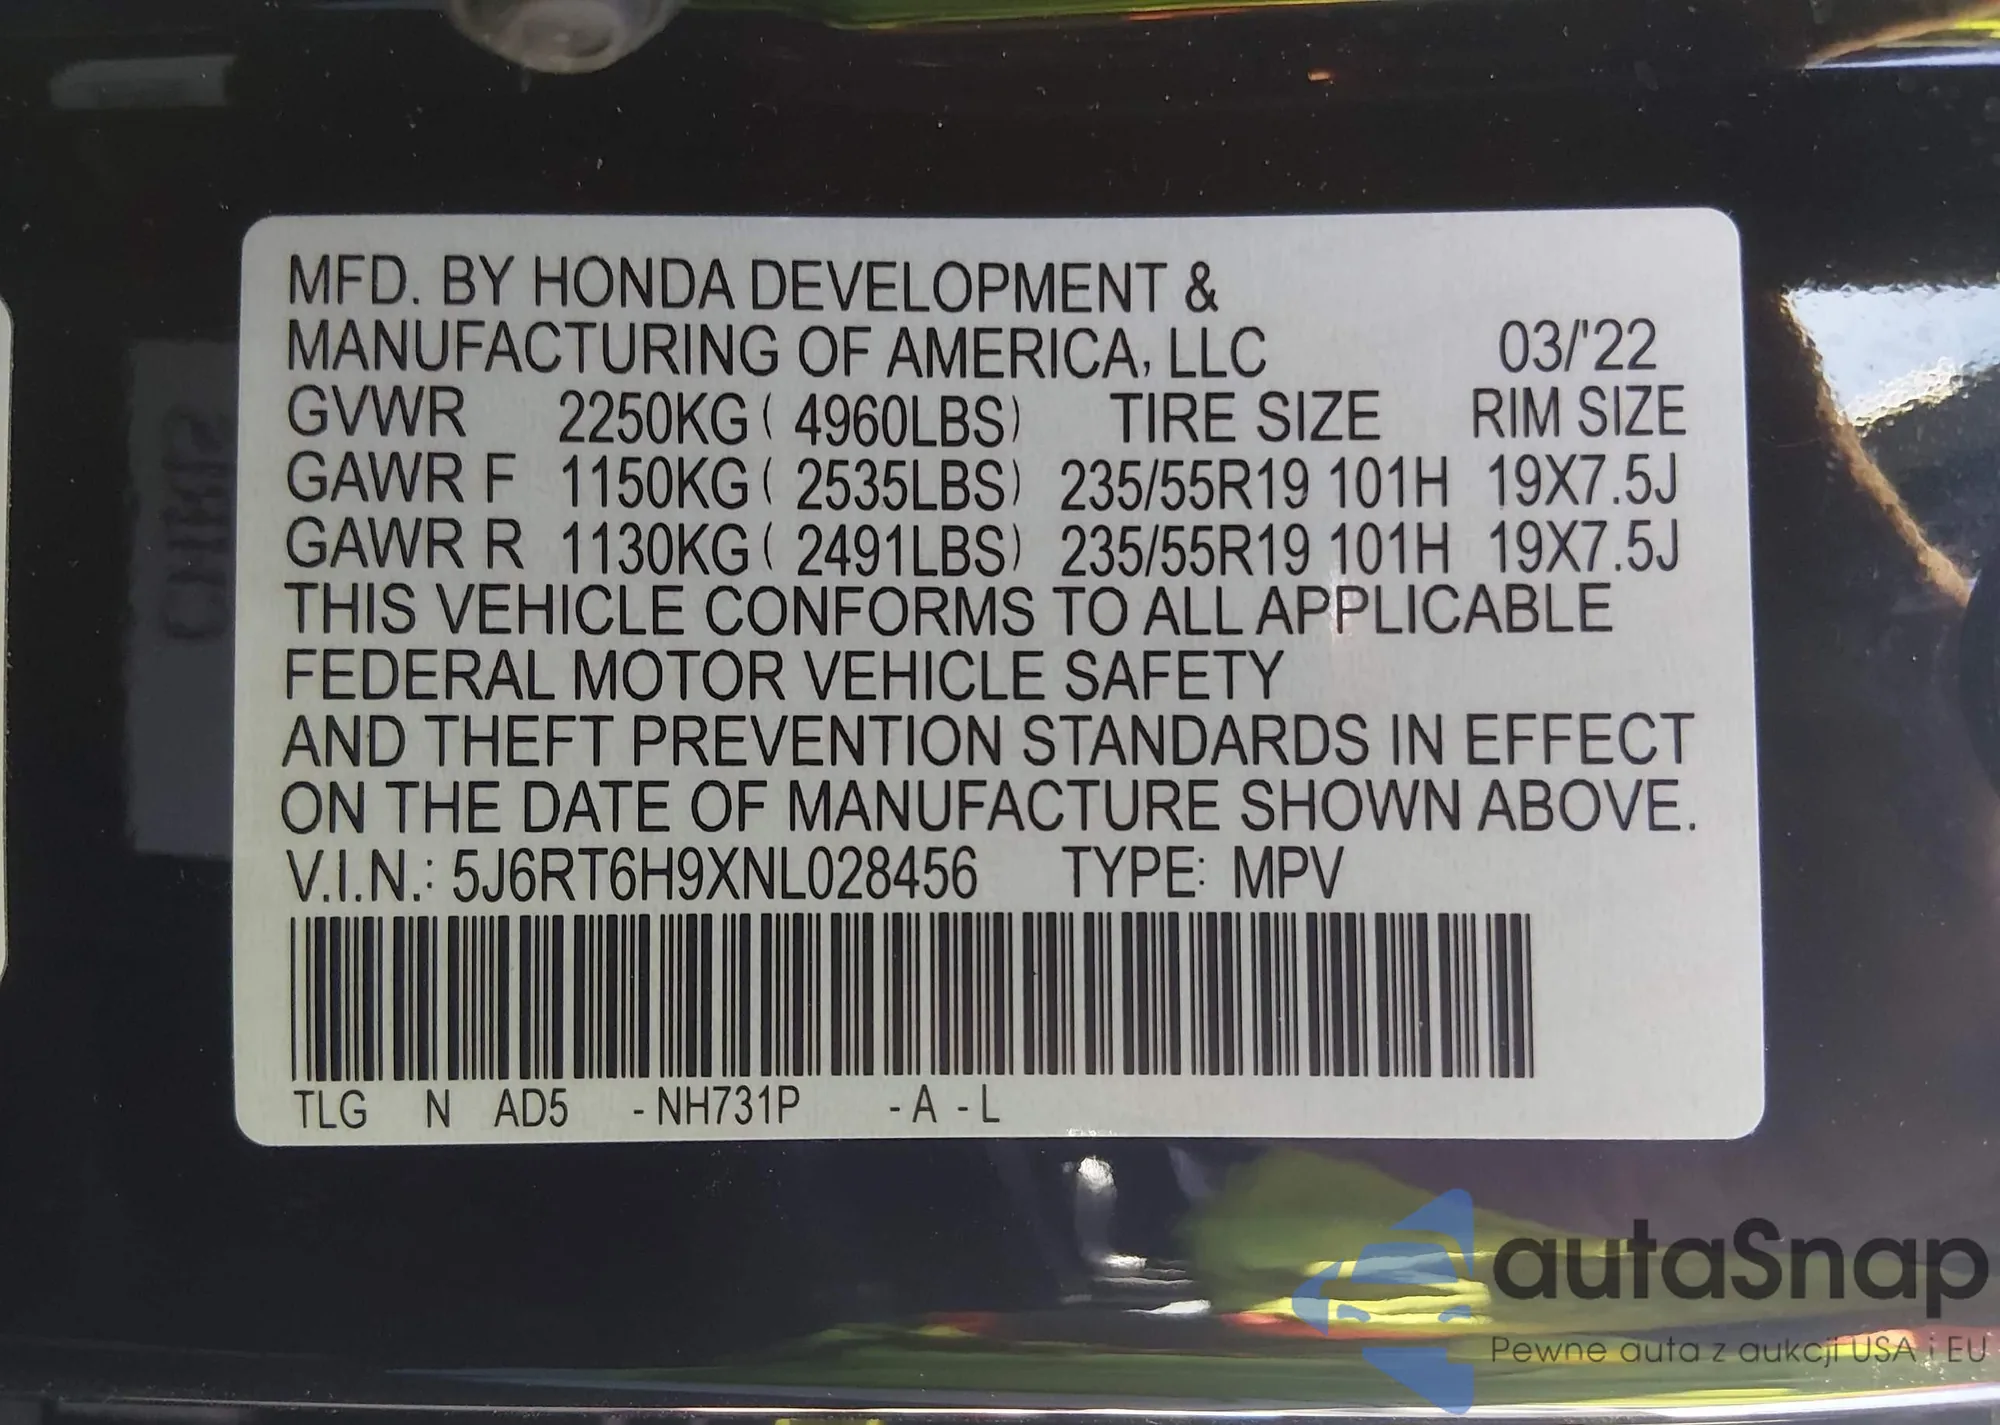 MFD. BY HONDA DEVELOPMENT &
MANUFACTURING OF AMERICA, LLC 03/'22
GVWR 2250KG ( 4960LBS) TIRE SIZE RIM SIZE
GAWR F 1150KG ( 2535LBS) 235/55R19 101H 19X7.5J
GAWR R 1130KG ( 2491LBS) 235/55R19 101H 19X7.5J
THIS VEHICLE CONFORMS TO ALL APPLICABLE
FEDERAL MOTOR VEHICLE SAFETY
AND THEFT PREVENTION STANDARDS IN EFFECT
ON THE DATE OF MANUFACTURE SHOWN ABOVE.
V.I.N.: 5J6RT6H9XNL028456 TYPE: MPV
TLG N AD5 - NH731P - A - L
autaSnap
Pewne auta z aukcji USA i EU